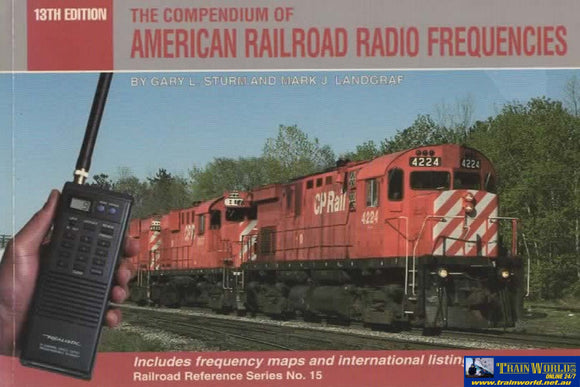 13TH EDITION
THE COMPENDIUM OF
AMERICAN RAILROAD RADIO FREQUENCIES
BY GARY L. STURM AND MARK J. LANDGRAF
4224
4224
CP Rail
4224
REALISTIC
Includes frequency maps and international listin
Railroad Reference Series No. 15
TRAIN WORLD
ONLINE 24/7
www.trainworld.net.au